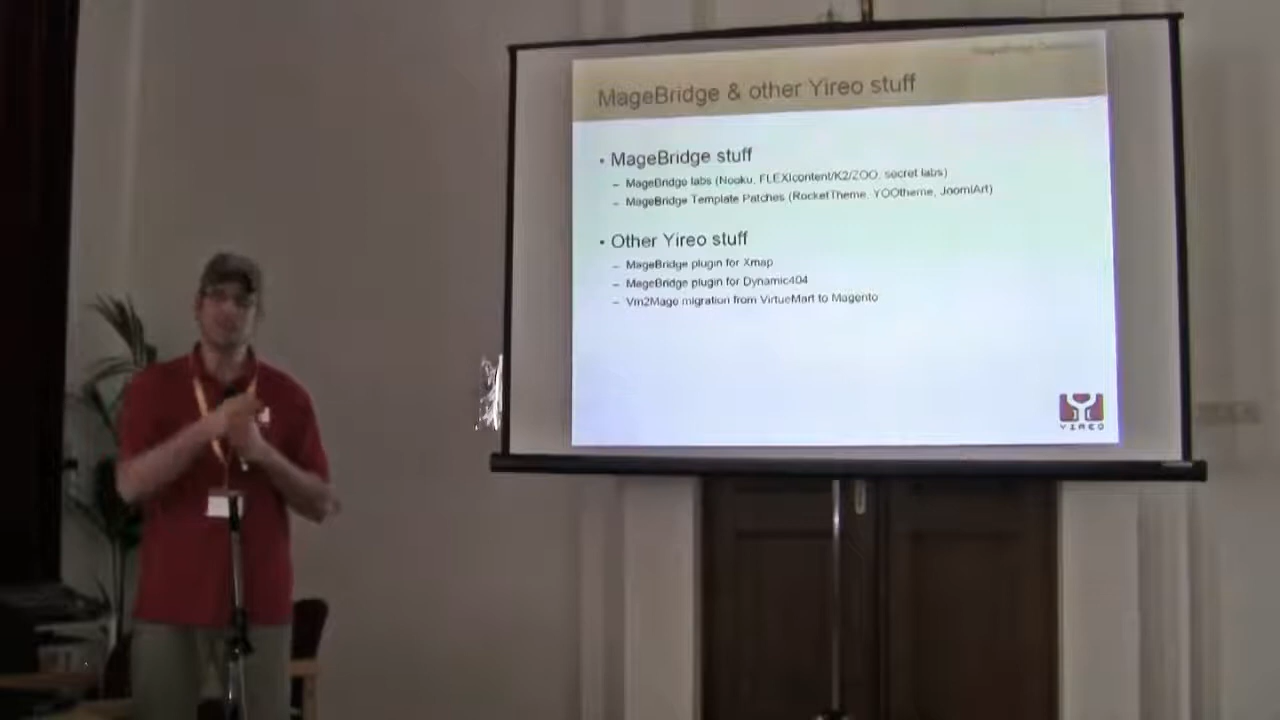 MageBridge & other Yireo stuff
• MageBridge stuff
– MageBridge labs (Nooku, FLEXIcontent/K2/ZOO, secret labs)
– MageBridge Template Patches (RocketTheme, YOOtheme, JoomlArt)
• Other Yireo stuff
– MageBridge plugin for Xmap
– MageBridge plugin for Dynamic404
– Vm2Mage migration from VirtueMart to Magento
YIREO